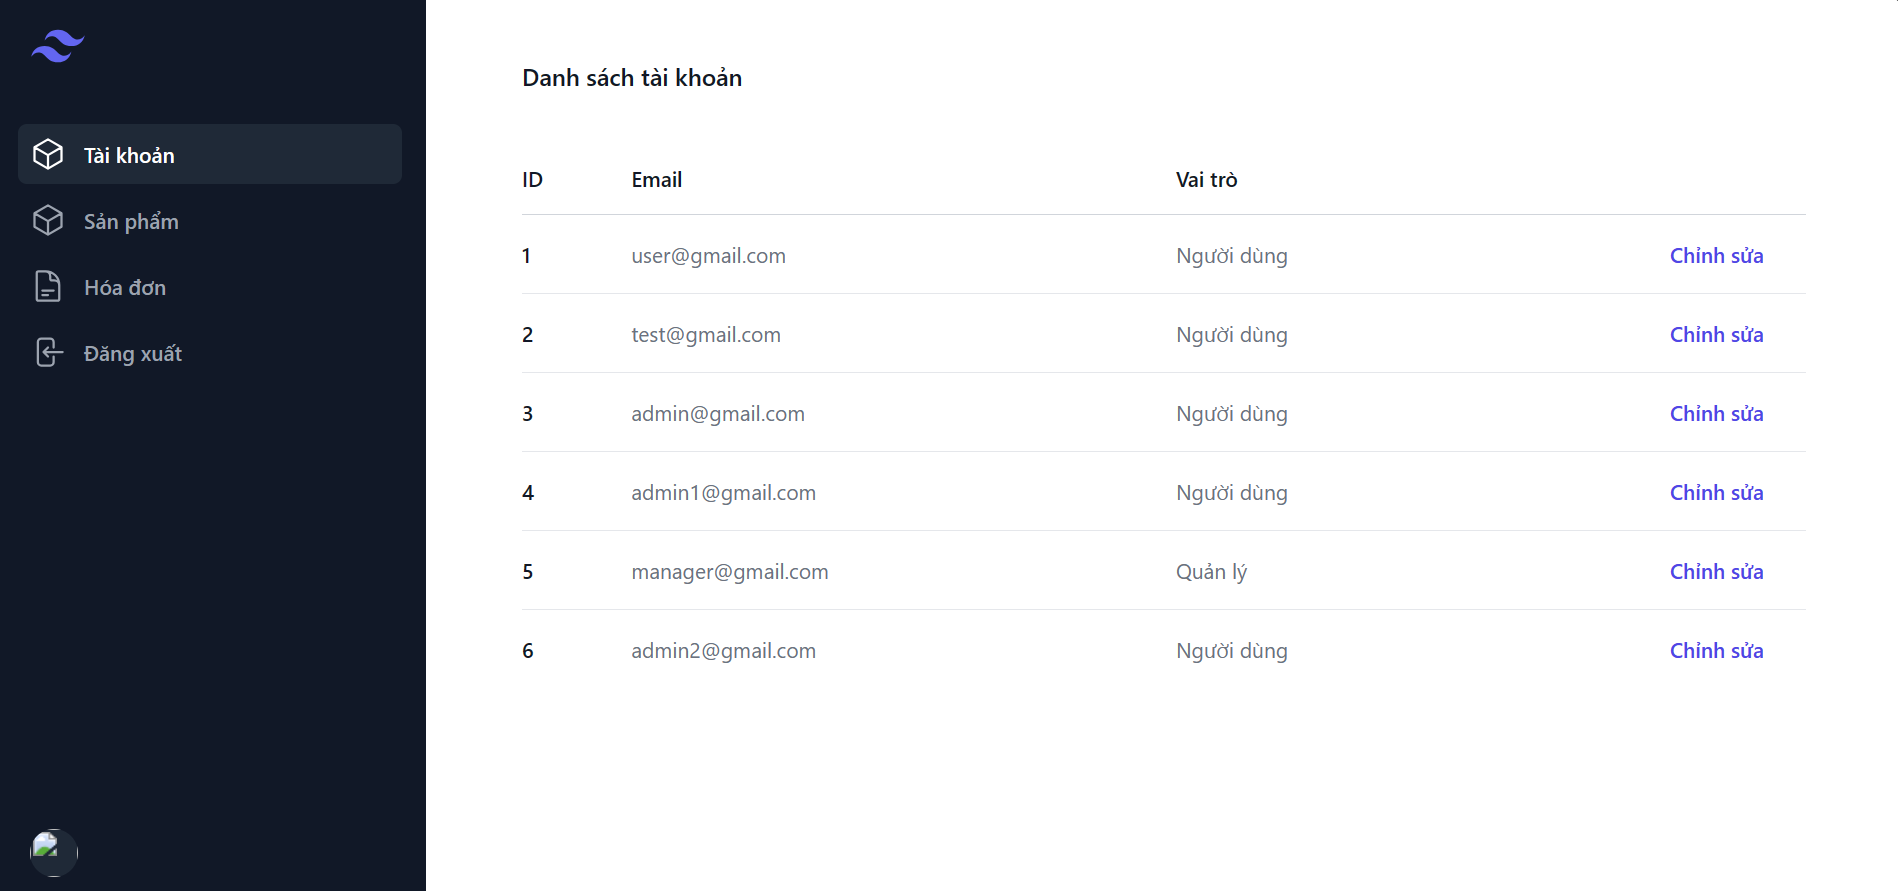 Tài khoản
Sản phẩm
Hóa đơn
Đăng xuất
Danh sách tài khoản
ID Email Vai trò
1 user@gmail.com Người dùng Chỉnh sửa
2 test@gmail.com Người dùng Chỉnh sửa
3 admin@gmail.com Người dùng Chỉnh sửa
4 admin1@gmail.com Người dùng Chỉnh sửa
5 manager@gmail.com Quản lý Chỉnh sửa
6 admin2@gmail.com Người dùng Chỉnh sửa